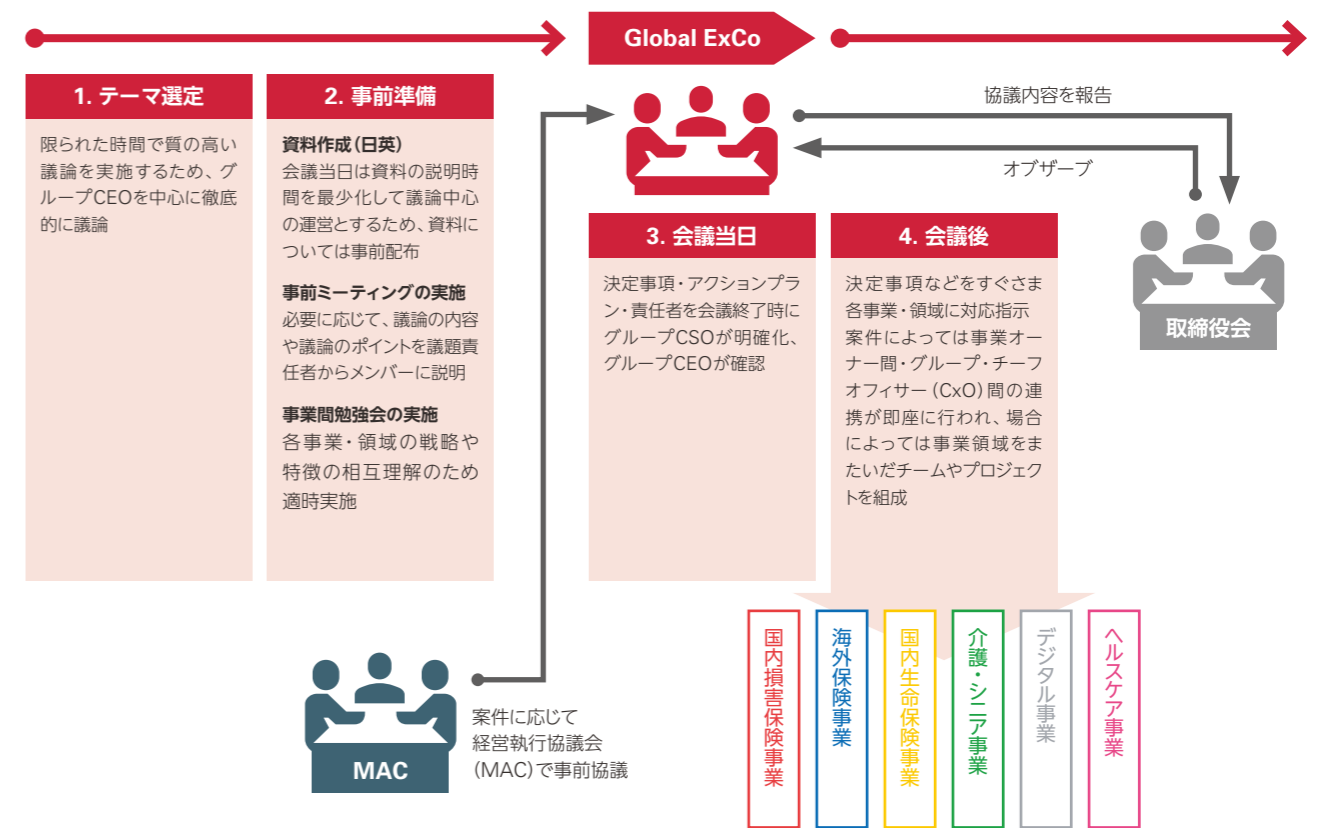 Global ExCo
1. テーマ選定
限られた時間で質の高い
議論を実施するため、グ
ループCEOを中心に徹底
的に議論
2. 事前準備
資料作成（日英）
会議当日は資料の説明時
間を最少化して議論中心
の運営とするため、資料に
ついては事前配布
事前ミーティングの実施
必要に応じて、議論の内容
や議論のポイントを議題責
任者からメンバーに説明
事業間勉強会の実施
各事業・領域の戦略や
特徴の相互理解のため
適時実施
協議内容を報告
オブザーブ
取締役会
3. 会議当日
決定事項・アクションプラ
ン・責任者を会議終了時に
グループCSOが明確化、
グループCEOが確認
4. 会議後
決定事項などをすぐさま
各事業・領域に対応指示
案件によっては事業オー
ナー間・グループ・チーフ
オフィサー（CxO）間の連
携が即座に行われ、場合
によっては事業領域をま
たいだチームやプロジェク
トを組成
MAC
案件に応じて
経営執行協議会
（MAC）で事前協議
国内損害保険事業
海外保険事業
国内生命保険事業
介護・シニア事業
デジタル事業
ヘルスケア事業